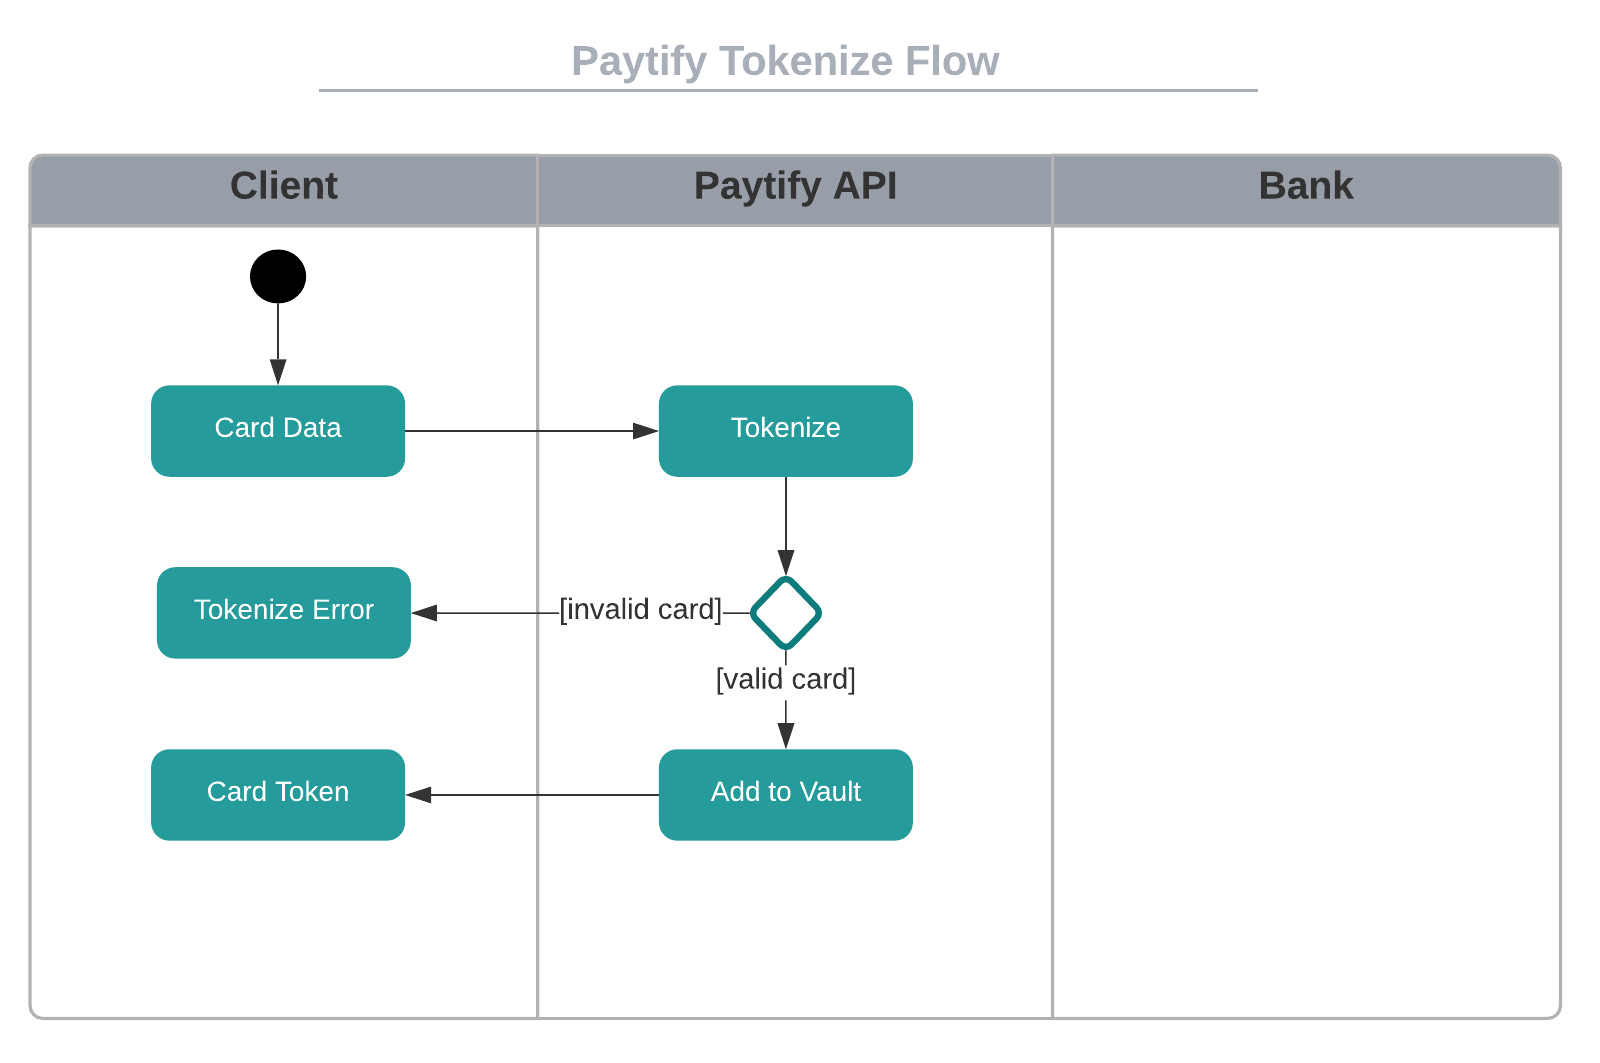 Paytify Tokenize Flow
Client
Paytify API
Bank
Card Data
Tokenize
Tokenize Error
[invalid card]
[valid card]
Card Token
Add to Vault